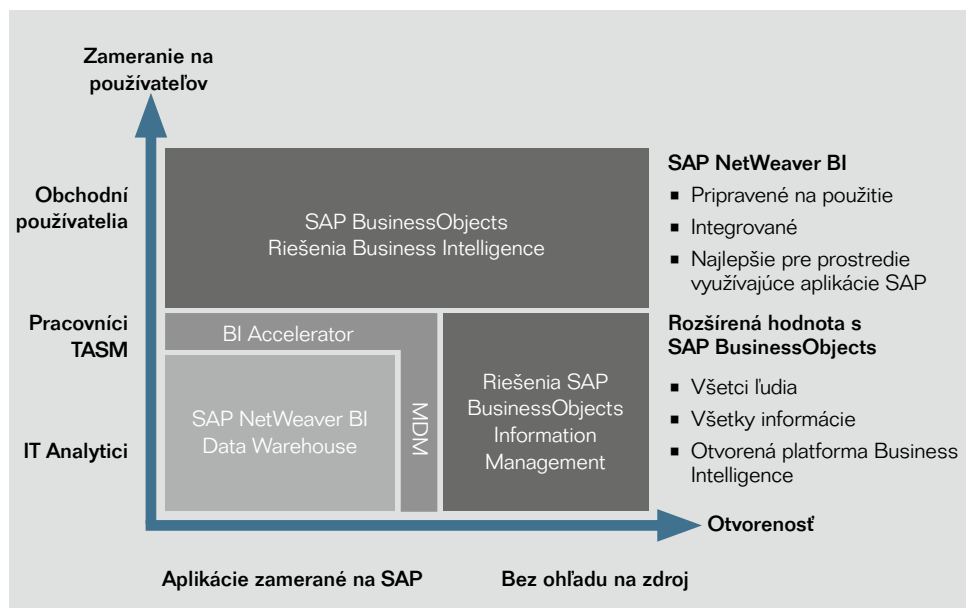 Zameranie na
používateľov
Obchodní
používatelia
SAP BusinessObjects
Riešenia Business Intelligence
SAP NetWeaver BI
▪ Pripravené na použitie
▪ Integrované
▪ Najlepšie pre prostredie
využívajúce aplikácie SAP
Pracovníci
TASM
BI Accelerator
MDM
Rozšírená hodnota s
SAP BusinessObjects
▪ Všetci ľudia
▪ Všetky informácie
▪ Otvorená platforma Business
Intelligence
IT Analytici
SAP NetWeaver BI
Data Warehouse
Riešenia SAP
BusinessObjects
Information
Management
Otvorenosť
Aplikácie zamerané na SAP
Bez ohľadu na zdroj